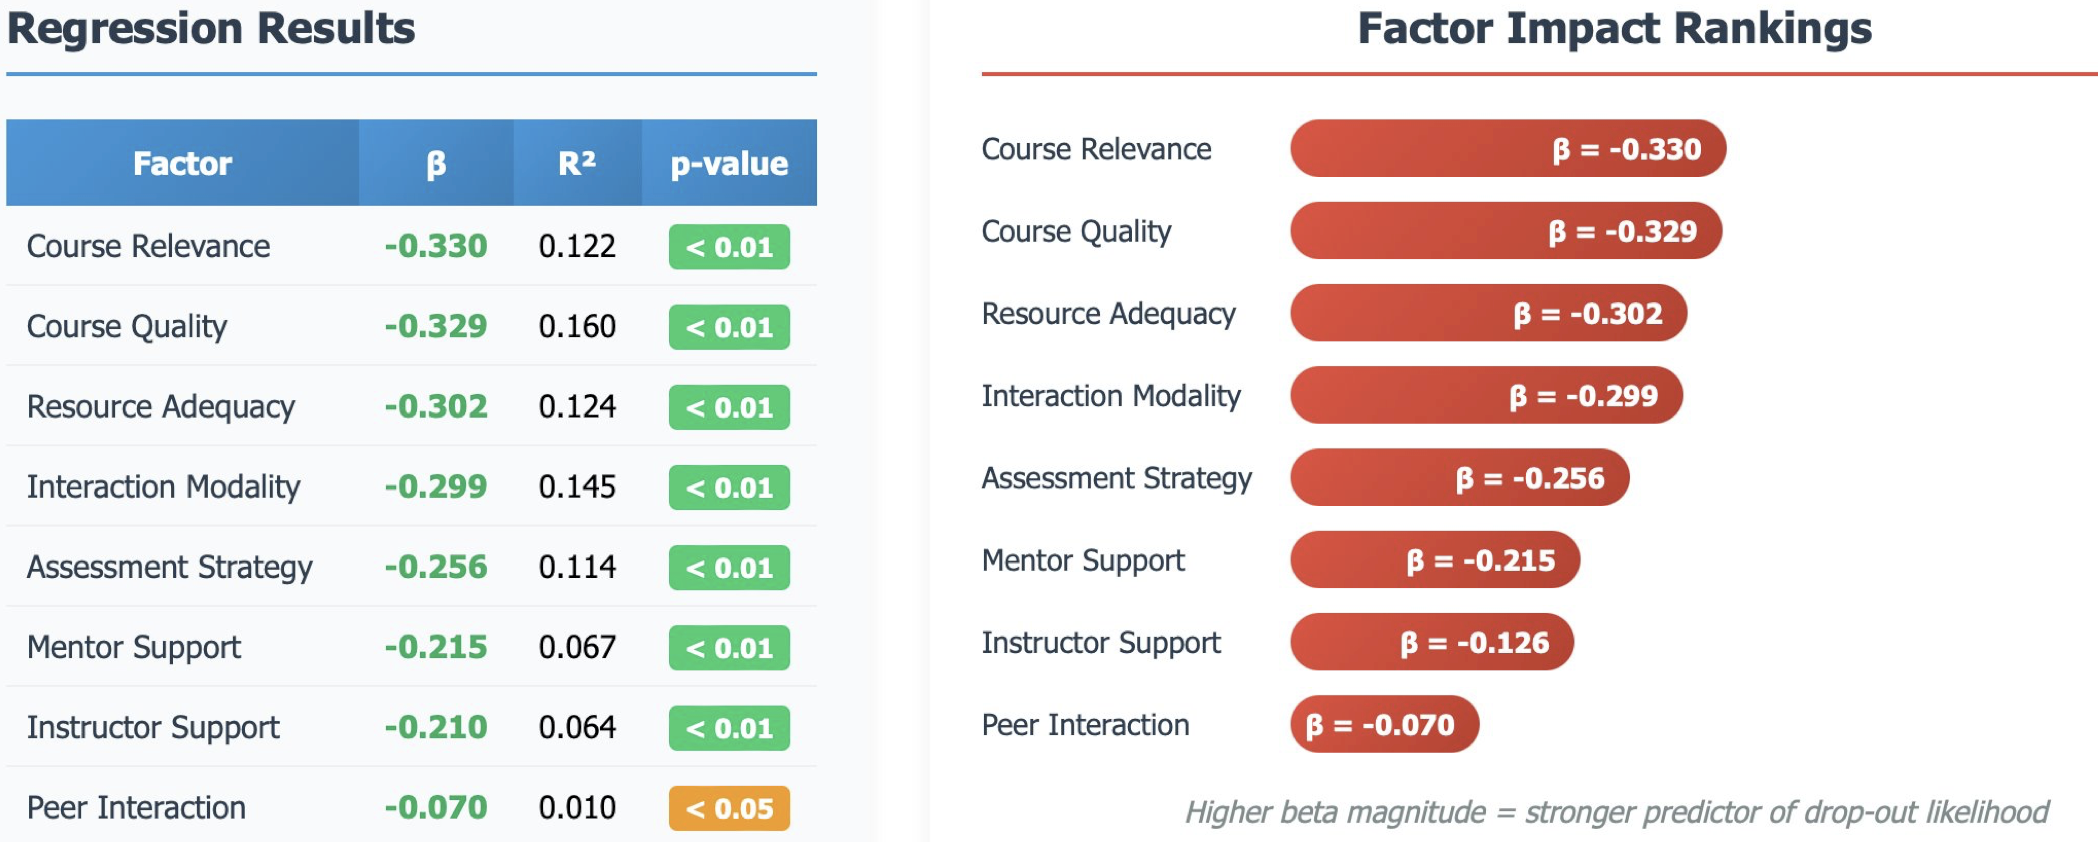 Regression Results
Factor β R² p-value
Course Relevance -0.330 0.122 < 0.01
Course Quality -0.329 0.160 < 0.01
Resource Adequacy -0.302 0.124 < 0.01
Interaction Modality -0.299 0.145 < 0.01
Assessment Strategy -0.256 0.114 < 0.01
Mentor Support -0.215 0.067 < 0.01
Instructor Support -0.210 0.064 < 0.01
Peer Interaction -0.070 0.010 < 0.05
Factor Impact Rankings
Course Relevance β = -0.330
Course Quality β = -0.329
Resource Adequacy β = -0.302
Interaction Modality β = -0.299
Assessment Strategy β = -0.256
Mentor Support β = -0.215
Instructor Support β = -0.126
Peer Interaction β = -0.070
Higher beta magnitude = stronger predictor of drop-out likelihood